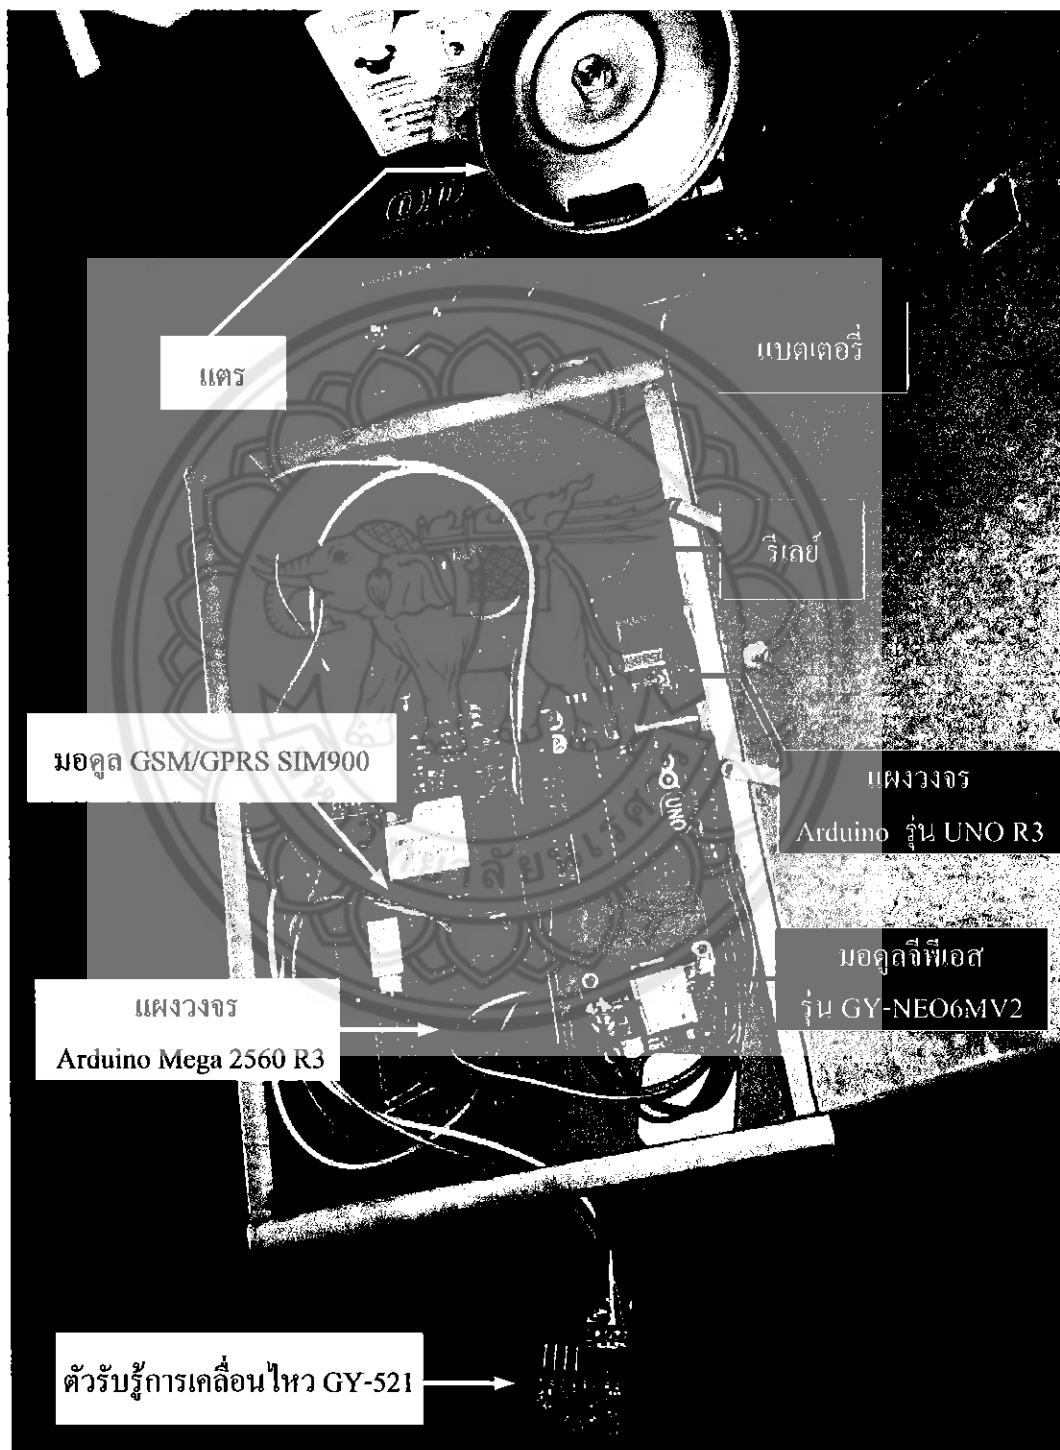 แตร
แบตเตอรี่
รีเลย์
มอดูล GSM/GPRS SIM900
UNO
แผงวงจร
Arduino รุ่น UNO R3
มอดูลจีพีเอส
รุ่น GY-NEO6MV2
แผงวงจร
Arduino Mega 2560 R3
ตัวรับรู้การเคลื่อนไหว GY-521